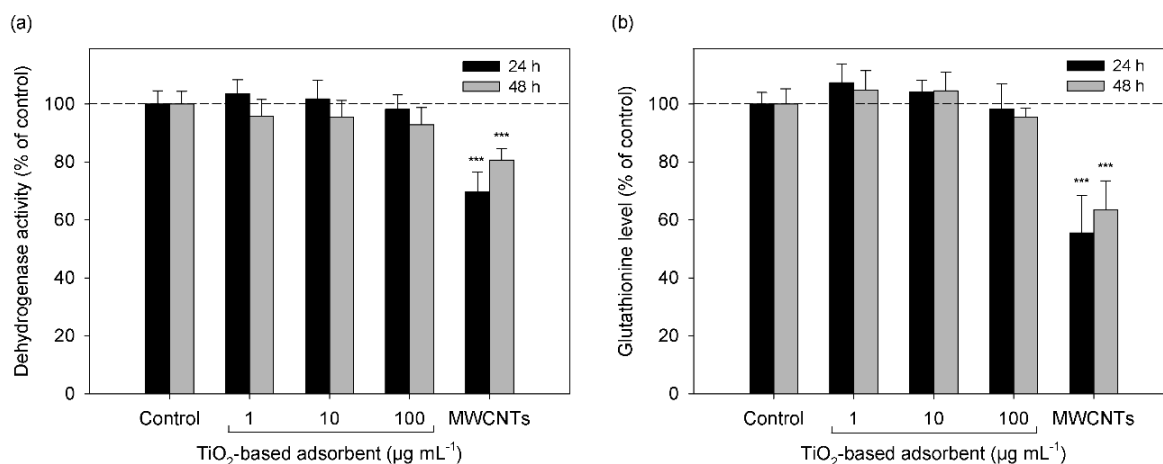 (a)
Dehydrogenase activity (% of control)
100
80
60
40
20
0
24 h
48 h
***
***
Control
1
10
100
MWCNTs
TiO₂-based adsorbent (µg mL⁻¹)
(b)
Glutathionine level (% of control)
100
80
60
40
20
0
24 h
48 h
***
***
Control
1
10
100
MWCNTs
TiO₂-based adsorbent (µg mL⁻¹)